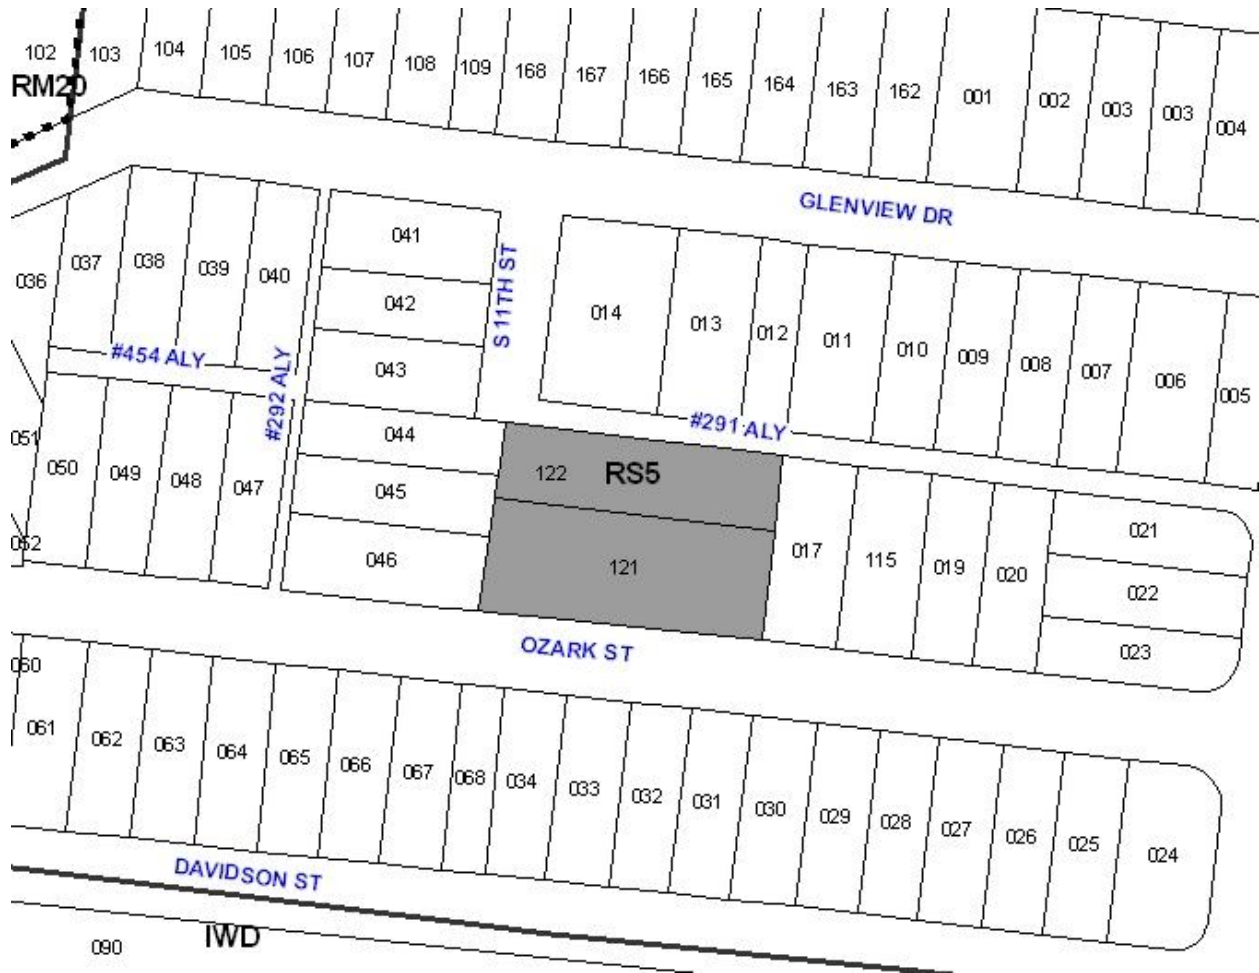 102 103 104 105 106 107 108 109 168 167 166 165 164 163 162 001 002 003 003 004
RM20
GLENVIEW DR
036 037 038 039 040 041
042
043
S 11TH ST
014 013 012 011 010 009 008 007 006 005
#454 ALY
#292 ALY
#291 ALY
051 050 049 048 047 044
045
046
052
122 RS5
121
017 115 019 020 021
022
023
OZARK ST
060
061 062 063 064 065 066 067 068 034 033 032 031 030 029 028 027 026 025 024
DAVIDSON ST
IWD
090